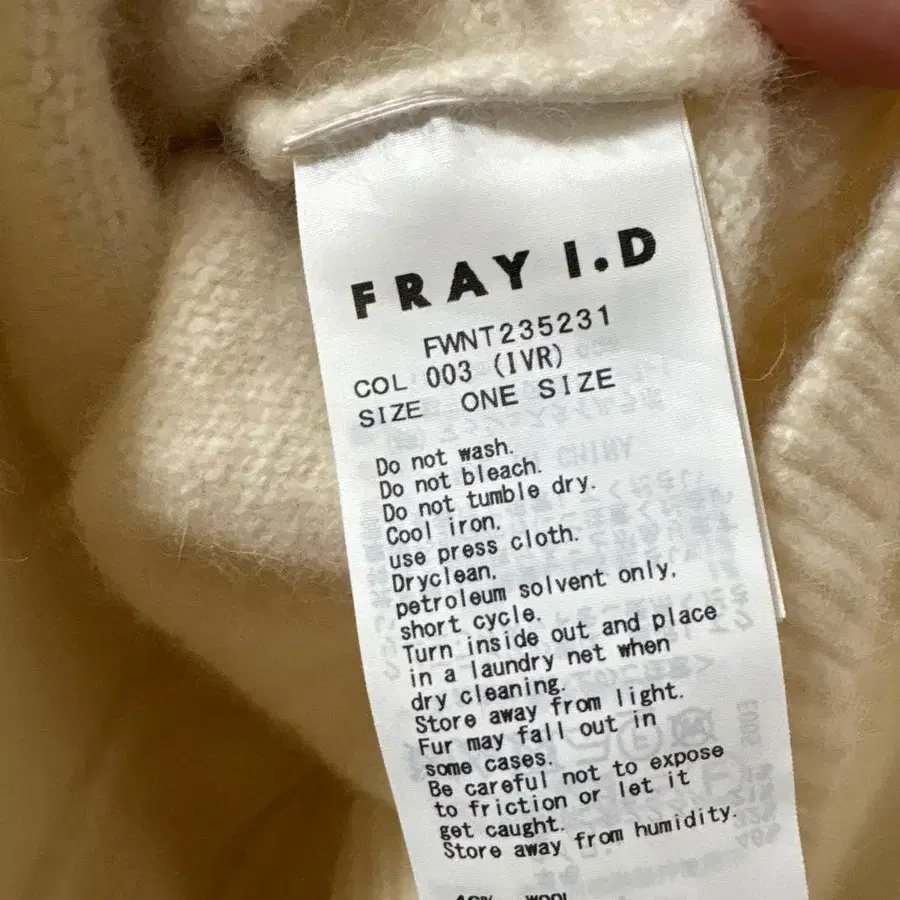 FRAY I.D
FWNT235231
COL 003 (IVR)
SIZE ONE SIZE
Do not wash.
Do not bleach.
Do not tumble dry.
Cool iron.
use press cloth.
Dryclean.
petroleum solvent only,
short cycle.
Turn inside out and place
in a laundry net when
dry cleaning.
Store away from light.
Fur may fall out in
some cases.
Be careful not to expose
to friction or let it
get caught.
Store away from humidity.
WOOL